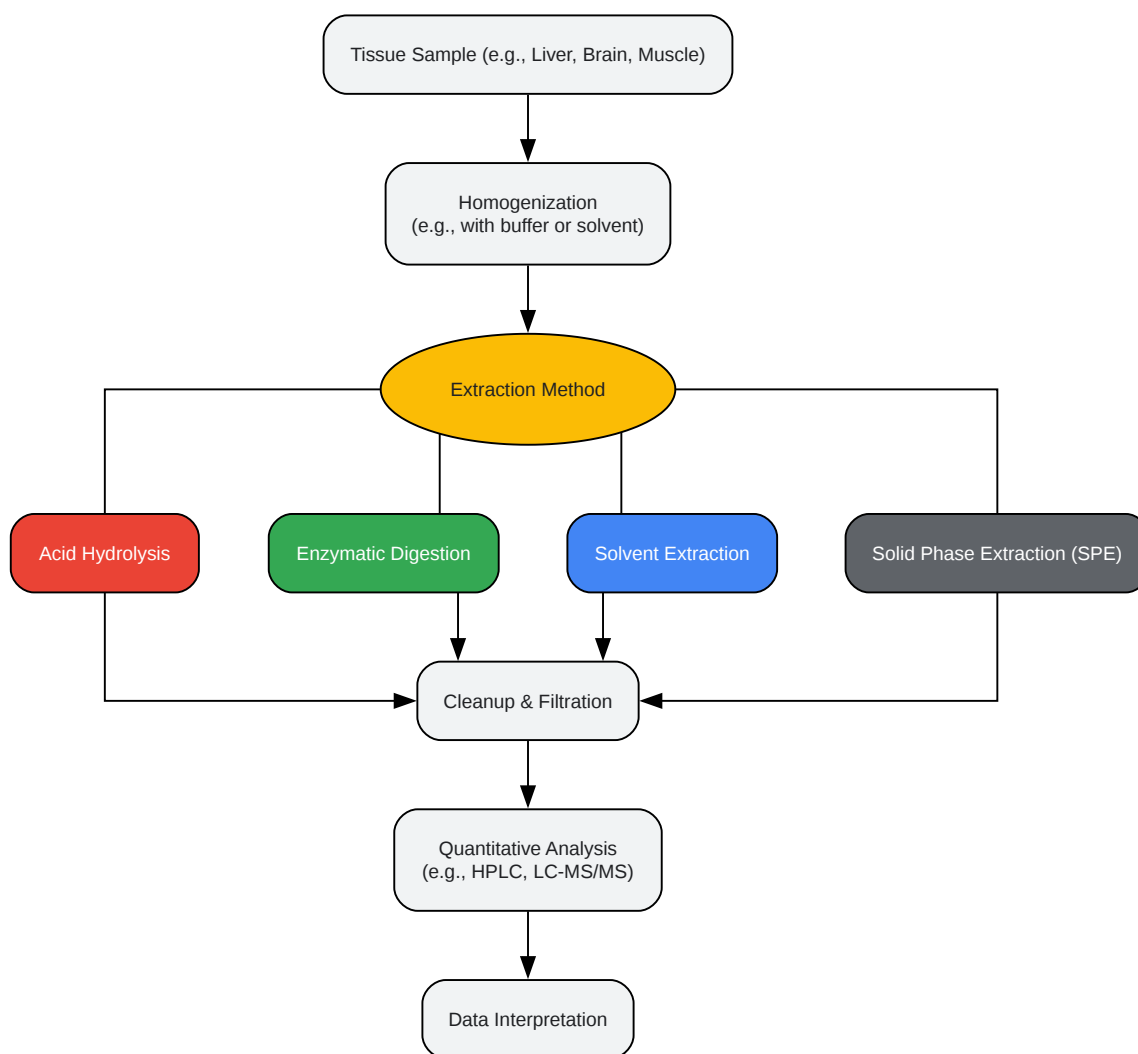 Tissue Sample (e.g., Liver, Brain, Muscle)
Homogenization
(e.g., with buffer or solvent)
Extraction Method
Acid Hydrolysis
Enzymatic Digestion
Solvent Extraction
Solid Phase Extraction (SPE)
Cleanup & Filtration
Quantitative Analysis
(e.g., HPLC, LC-MS/MS)
Data Interpretation